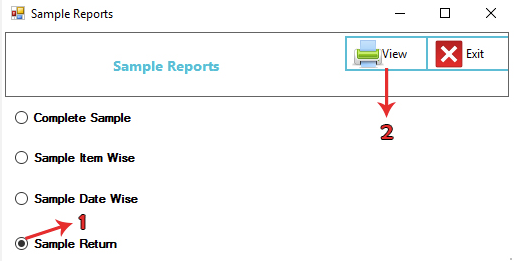 Sample Reports
Sample Reports
View
Exit
2
Complete Sample
Sample Item Wise
Sample Date Wise
1
Sample Return